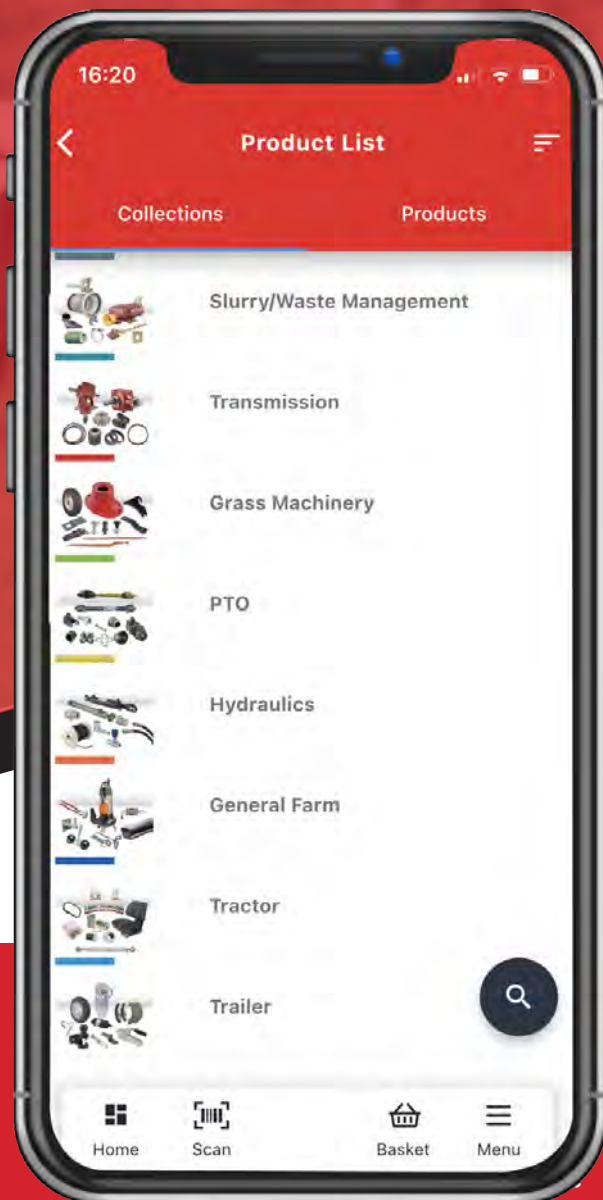 16:20
Product List
Collections
Products
Slurry/Waste Management
Transmission
Grass Machinery
PTO
Hydraulics
General Farm
Tractor
Trailer
Home
Scan
Basket
Menu